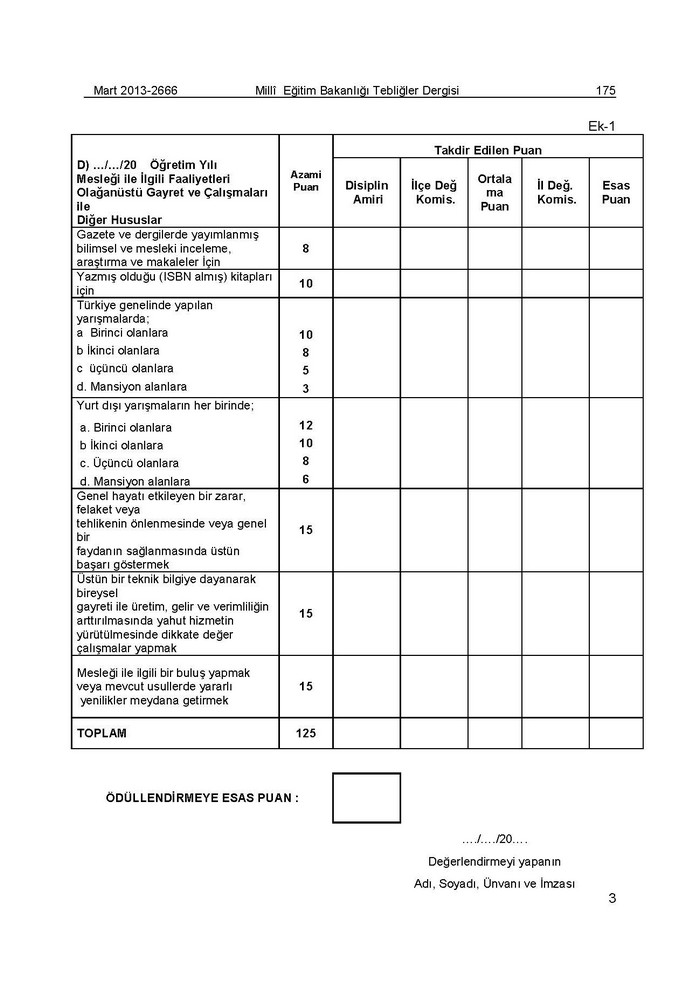 Mart 2013-2666 Millî Eğitim Bakanlığı Tebliğler Dergisi 175
Ek-1
D) .../.../20 Öğretim Yılı
Mesleği ile İlgili Faaliyetleri
Olağanüstü Gayret ve Çalışmaları
ile
Diğer Hususlar
Azami
Puan
Takdir Edilen Puan
Disiplin
Amiri
İlçe Değ
Komis.
Ortala
ma
Puan
İl Değ.
Komis.
Esas
Puan
Gazete ve dergilerde yayımlanmış
bilimsel ve mesleki inceleme,
araştırma ve makaleler İçin
8
Yazmış olduğu (ISBN almış) kitapları
için
10
Türkiye genelinde yapılan
yarışmalarda;
a Birinci olanlara 10
b İkinci olanlara 8
c üçüncü olanlara 5
d. Mansiyon alanlara 3
Yurt dışı yarışmaların her birinde;
a. Birinci olanlara 12
b İkinci olanlara 10
c. Üçüncü olanlara 8
d. Mansiyon alanlara 6
Genel hayatı etkileyen bir zarar,
felaket veya
tehlikenin önlenmesinde veya genel
bir
faydanın sağlanmasında üstün
başarı göstermek
15
Üstün bir teknik bilgiye dayanarak
bireysel
gayreti ile üretim, gelir ve verimliliğin
arttırılmasında yahut hizmetin
yürütülmesinde dikkate değer
çalışmalar yapmak
15
Mesleği ile ilgili bir buluş yapmak
veya mevcut usullerde yararlı
yenilikler meydana getirmek
15
TOPLAM 125
ÖDÜLLENDİRMEYE ESAS PUAN :
…./…./20….
Değerlendirmeyi yapanın
Adı, Soyadı, Ünvanı ve İmzası
3